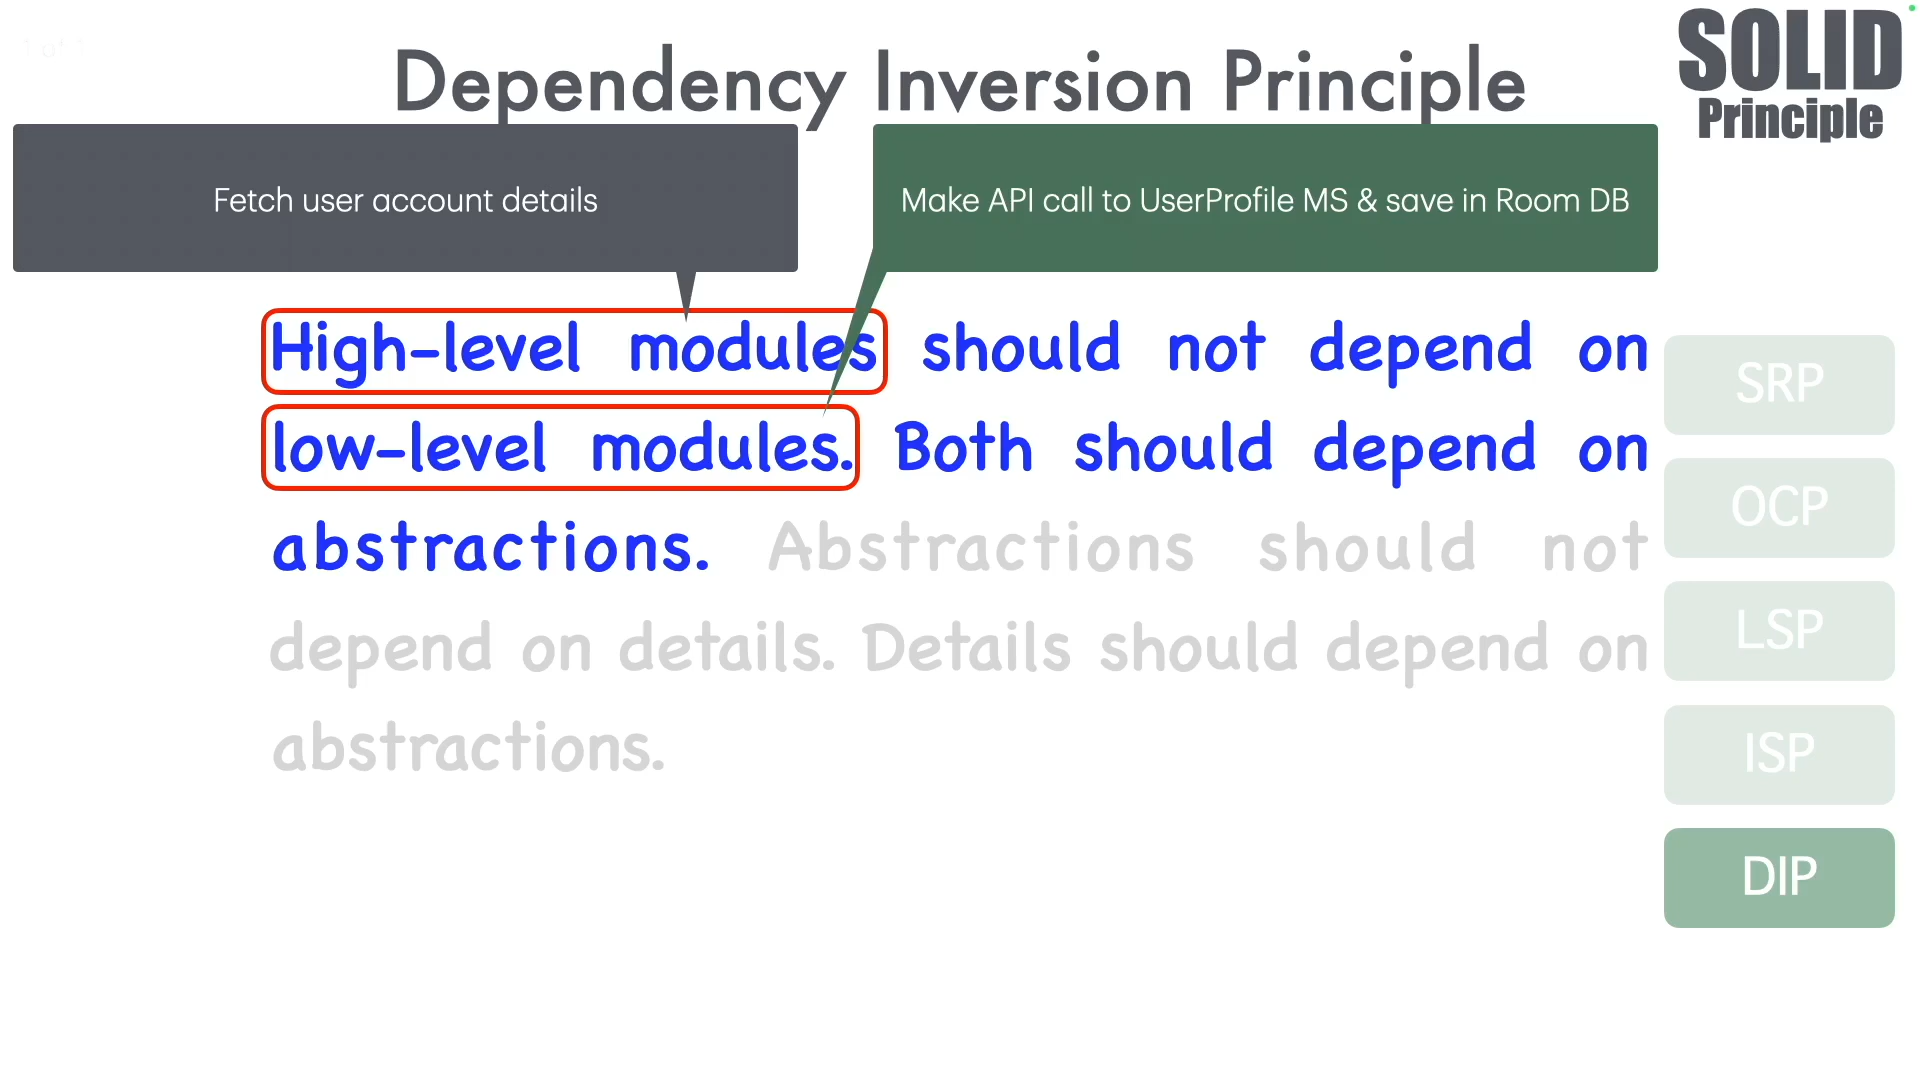 Dependency Inversion Principle
SOLID
Principle
Fetch user account details
Make API call to UserProfile MS & save in Room DB
High-level modules should not depend on
low-level modules. Both should depend on
abstractions. Abstractions should not
depend on details. Details should depend on
abstractions.
SRP
OCP
LSP
ISP
DIP